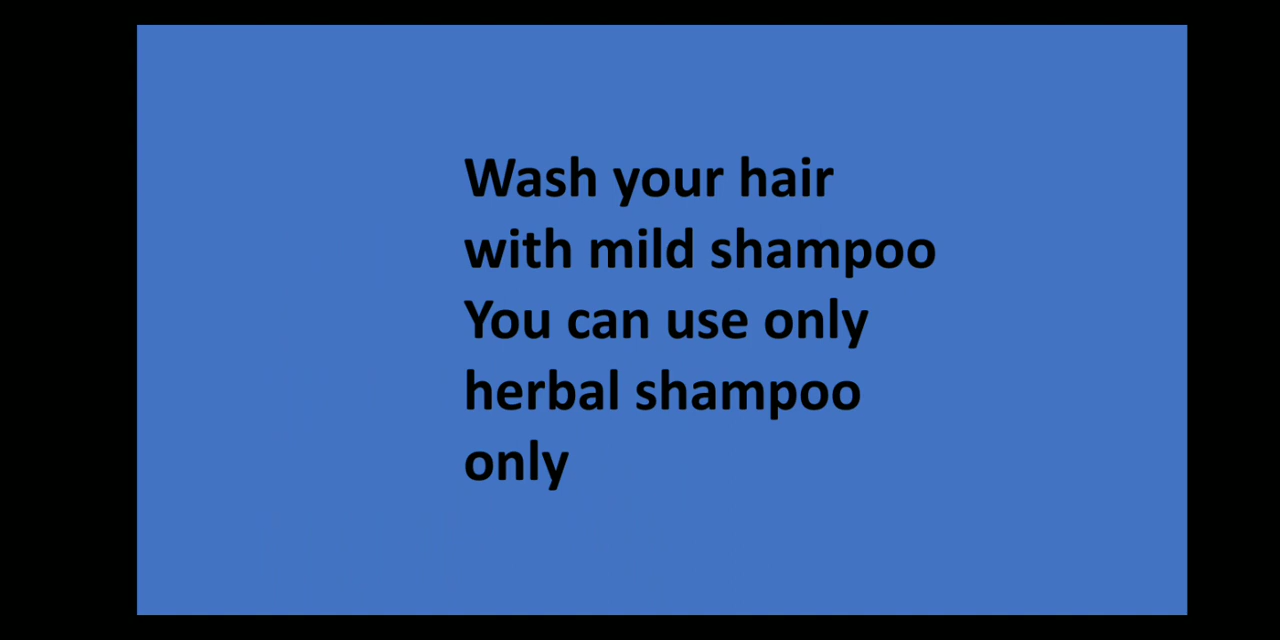 Wash your hair
with mild shampoo
You can use only
herbal shampoo
only